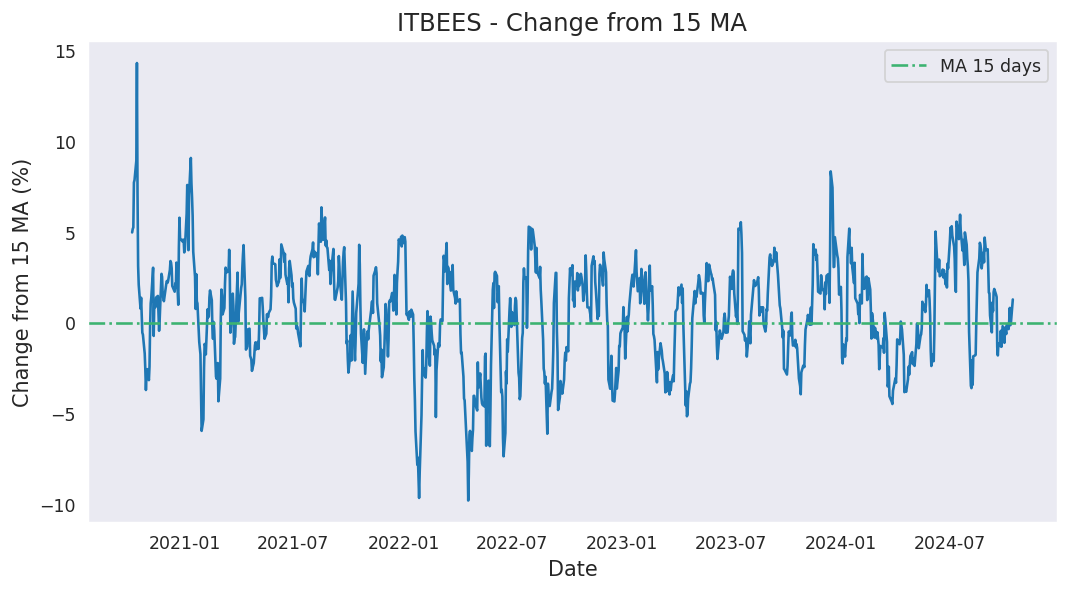 ITBEES - Change from 15 MA
MA 15 days
Change from 15 MA (%)
15
10
5
0
−5
−10
2021-01 2021-07 2022-01 2022-07 2023-01 2023-07 2024-01 2024-07
Date